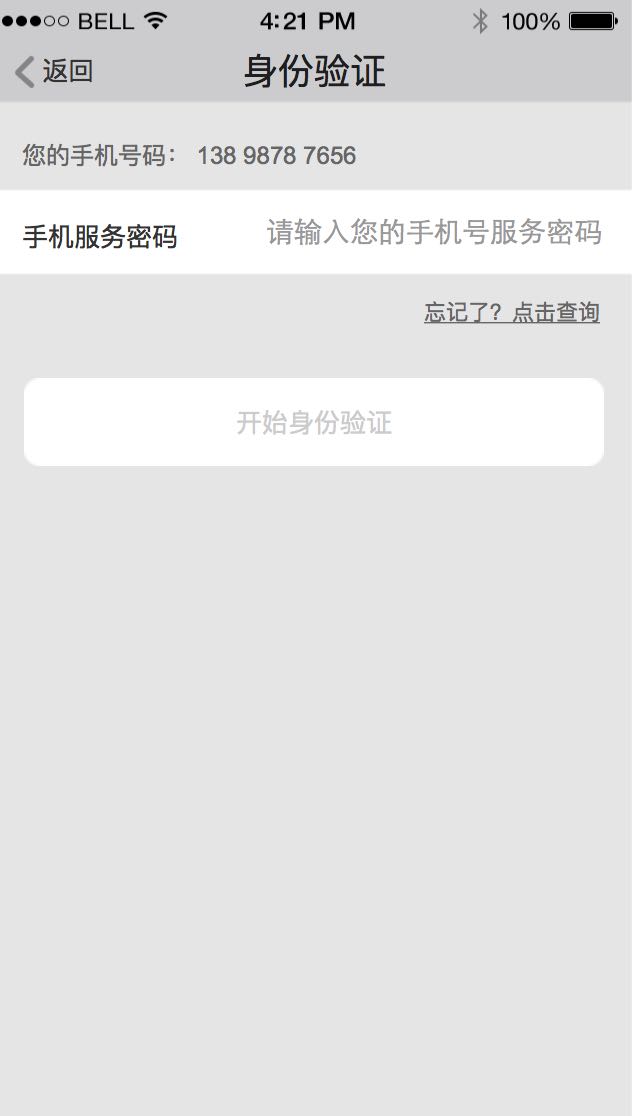 BELL 4:21 PM 100%
返回 身份验证
您的手机号码： 138 9878 7656
手机服务密码 请输入您的手机号服务密码
忘记了？点击查询
开始身份验证